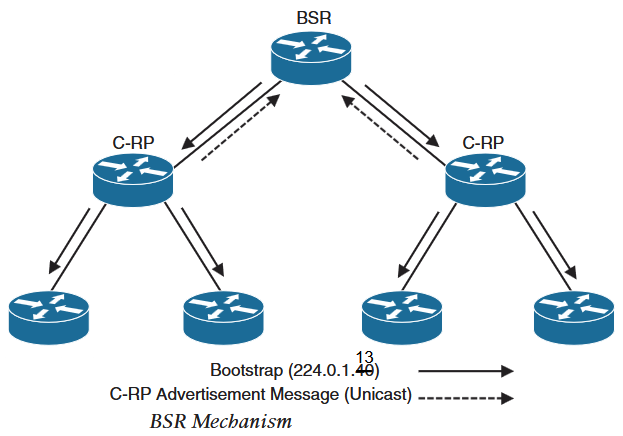 BSR
C-RP
C-RP
13
Bootstrap (224.0.1.40)
C-RP Advertisement Message (Unicast)
BSR Mechanism